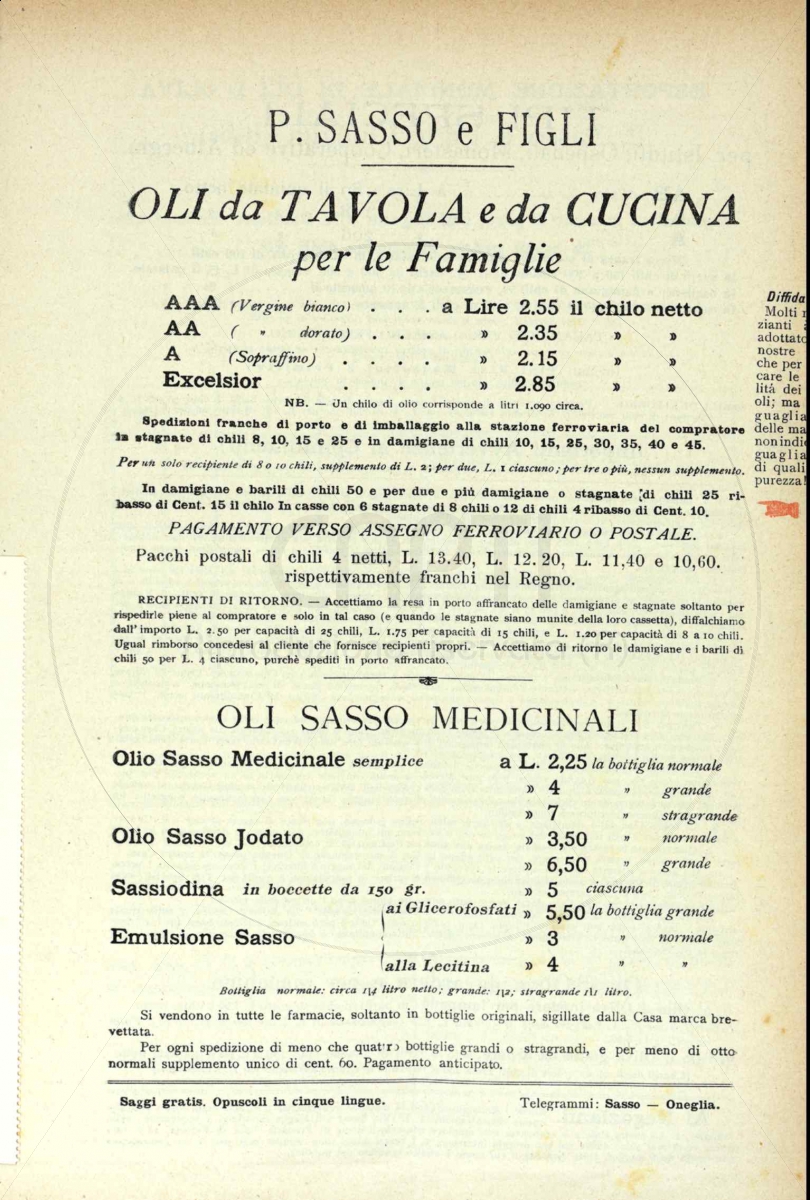 P. SASSO e FIGLI
OLI da TAVOLA e da CUCINA
per le Famiglie
AAA (Vergine bianco) . . . a Lire 2.55 il chilo netto
AA ( " dorato) . . . » 2.35 » »
A (Sopraffino) . . . . » 2.15 » »
Excelsior . . . . » 2.85 » »
NB. — Un chilo di olio corrisponde a litri 1.090 circa.
Spedizioni franche di porto e di imballaggio alla stazione ferroviaria del compratore
in stagnate di chili 8, 10, 15 e 25 e in damigiane di chili 10, 15, 25, 30, 35, 40 e 45.
Per un solo recipiente di 8 o 10 chili, supplemento di L. 2; per due, L. 1 ciascuno; per tre o più, nessun supplemento.
In damigiane e barili di chili 50 e per due e più damigiane o stagnate di chili 25 ri-
basso di Cent. 15 il chilo In casse con 6 stagnate di 8 chili o 12 di chili 4 ribasso di Cent. 10.
PAGAMENTO VERSO ASSEGNO FERROVIARIO O POSTALE.
Pacchi postali di chili 4 netti, L. 13.40, L. 12.20, L. 11,40 e 10,60.
rispettivamente franchi nel Regno.
RECIPIENTI DI RITORNO. — Accettiamo la resa in porto affrancato delle damigiane e stagnate soltanto per
rispedirle piene al compratore e solo in tal caso (e quando le stagnate siano munite della loro cassetta), diffalchiamo
dall'importo L. 2.50 per capacità di 25 chili, L. 1.75 per capacità di 15 chili, e L. 1.20 per capacità di 8 a 10 chili.
Ugual rimborso concedesi al cliente che fornisce recipienti propri. — Accettiamo di ritorno le damigiane e i barili di
chili 50 per L. 4 ciascuno, purchè spediti in porto affrancato.
OLI SASSO MEDICINALI
Olio Sasso Medicinale semplice a L. 2,25 la bottiglia normale
» 4 " grande
» 7 " stragrande
Olio Sasso Jodato » 3,50 " normale
» 6,50 " grande
Sassiodina in boccette da 150 gr. » 5 ciascuna
ai Glicerofosfati » 5,50 la bottiglia grande
Emulsione Sasso » 3 " normale
alla Lecitina » 4 " "
Bottiglia normale: circa 1\4 litro netto; grande: 1\2; stragrande 1\1 litro.
Si vendono in tutte le farmacie, soltanto in bottiglie originali, sigillate dalla Casa marca bre-
vettata.
Per ogni spedizione di meno che quattro bottiglie grandi o stragrandi, e per meno di otto
normali supplemento unico di cent. 60. Pagamento anticipato.
Saggi gratis. Opuscoli in cinque lingue. Telegrammi: Sasso — Oneglia.
Diffida
Molti
zianti
adottato
nostre
che per
care le
lità dei
oli; ma
guaglia
delle ma
non indi
guaglia
di quali
purezza